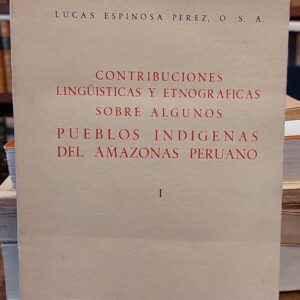 LUCAS ESPINOSA PEREZ, O S A.
CONTRIBUCIONES
LINGÜISTICAS Y ETNOGRAFICAS
SOBRE ALGUNOS
PUEBLOS INDIGENAS
DEL AMAZONAS PERUANO
I